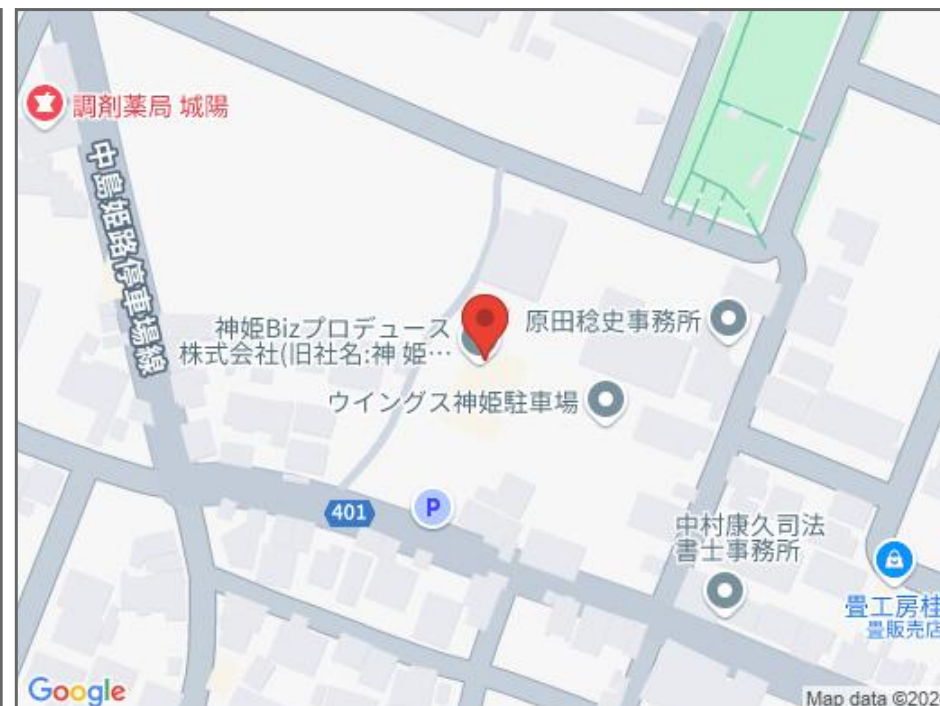 調剤薬局 城陽
中島姫路停車場線
神姫Bizプロデュース
株式会社(旧社名:神 姫…
原田稔史事務所
ウイングス神姫駐車場
401
P
中村康久司法
書士事務所
畳工房桂
畳販売店
Google
Map data ©202